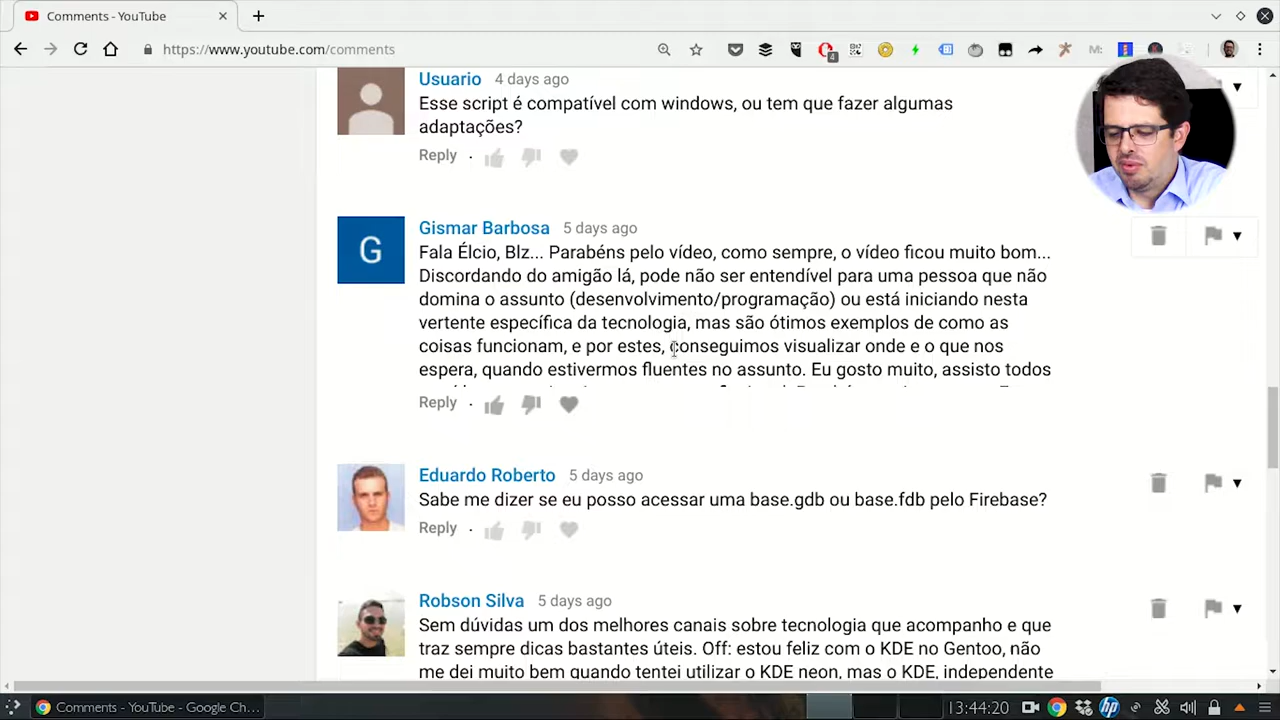 Comments - YouTube
https://www.youtube.com/comments
4
M:
Usuario 4 days ago
Esse script é compatível com windows, ou tem que fazer algumas
adaptações?
Reply
G
Gismar Barbosa 5 days ago
Fala Élcio, Blz... Parabéns pelo vídeo, como sempre, o vídeo ficou muito bom...
Discordando do amigão lá, pode não ser entendível para uma pessoa que não
domina o assunto (desenvolvimento/programação) ou está iniciando nesta
vertente específica da tecnologia, mas são ótimos exemplos de como as
coisas funcionam, e por estes, conseguimos visualizar onde e o que nos
espera, quando estivermos fluentes no assunto. Eu gosto muito, assisto todos
Reply
Eduardo Roberto 5 days ago
Sabe me dizer se eu posso acessar uma base.gdb ou base.fdb pelo Firebase?
Reply
Robson Silva 5 days ago
Sem dúvidas um dos melhores canais sobre tecnologia que acompanho e que
traz sempre dicas bastantes úteis. Off: estou feliz com o KDE no Gentoo, não
me dei muito bem quando tentei utilizar o KDE neon, mas o KDE, independente
Comments - YouTube - Google Ch...
13:44:20
hp